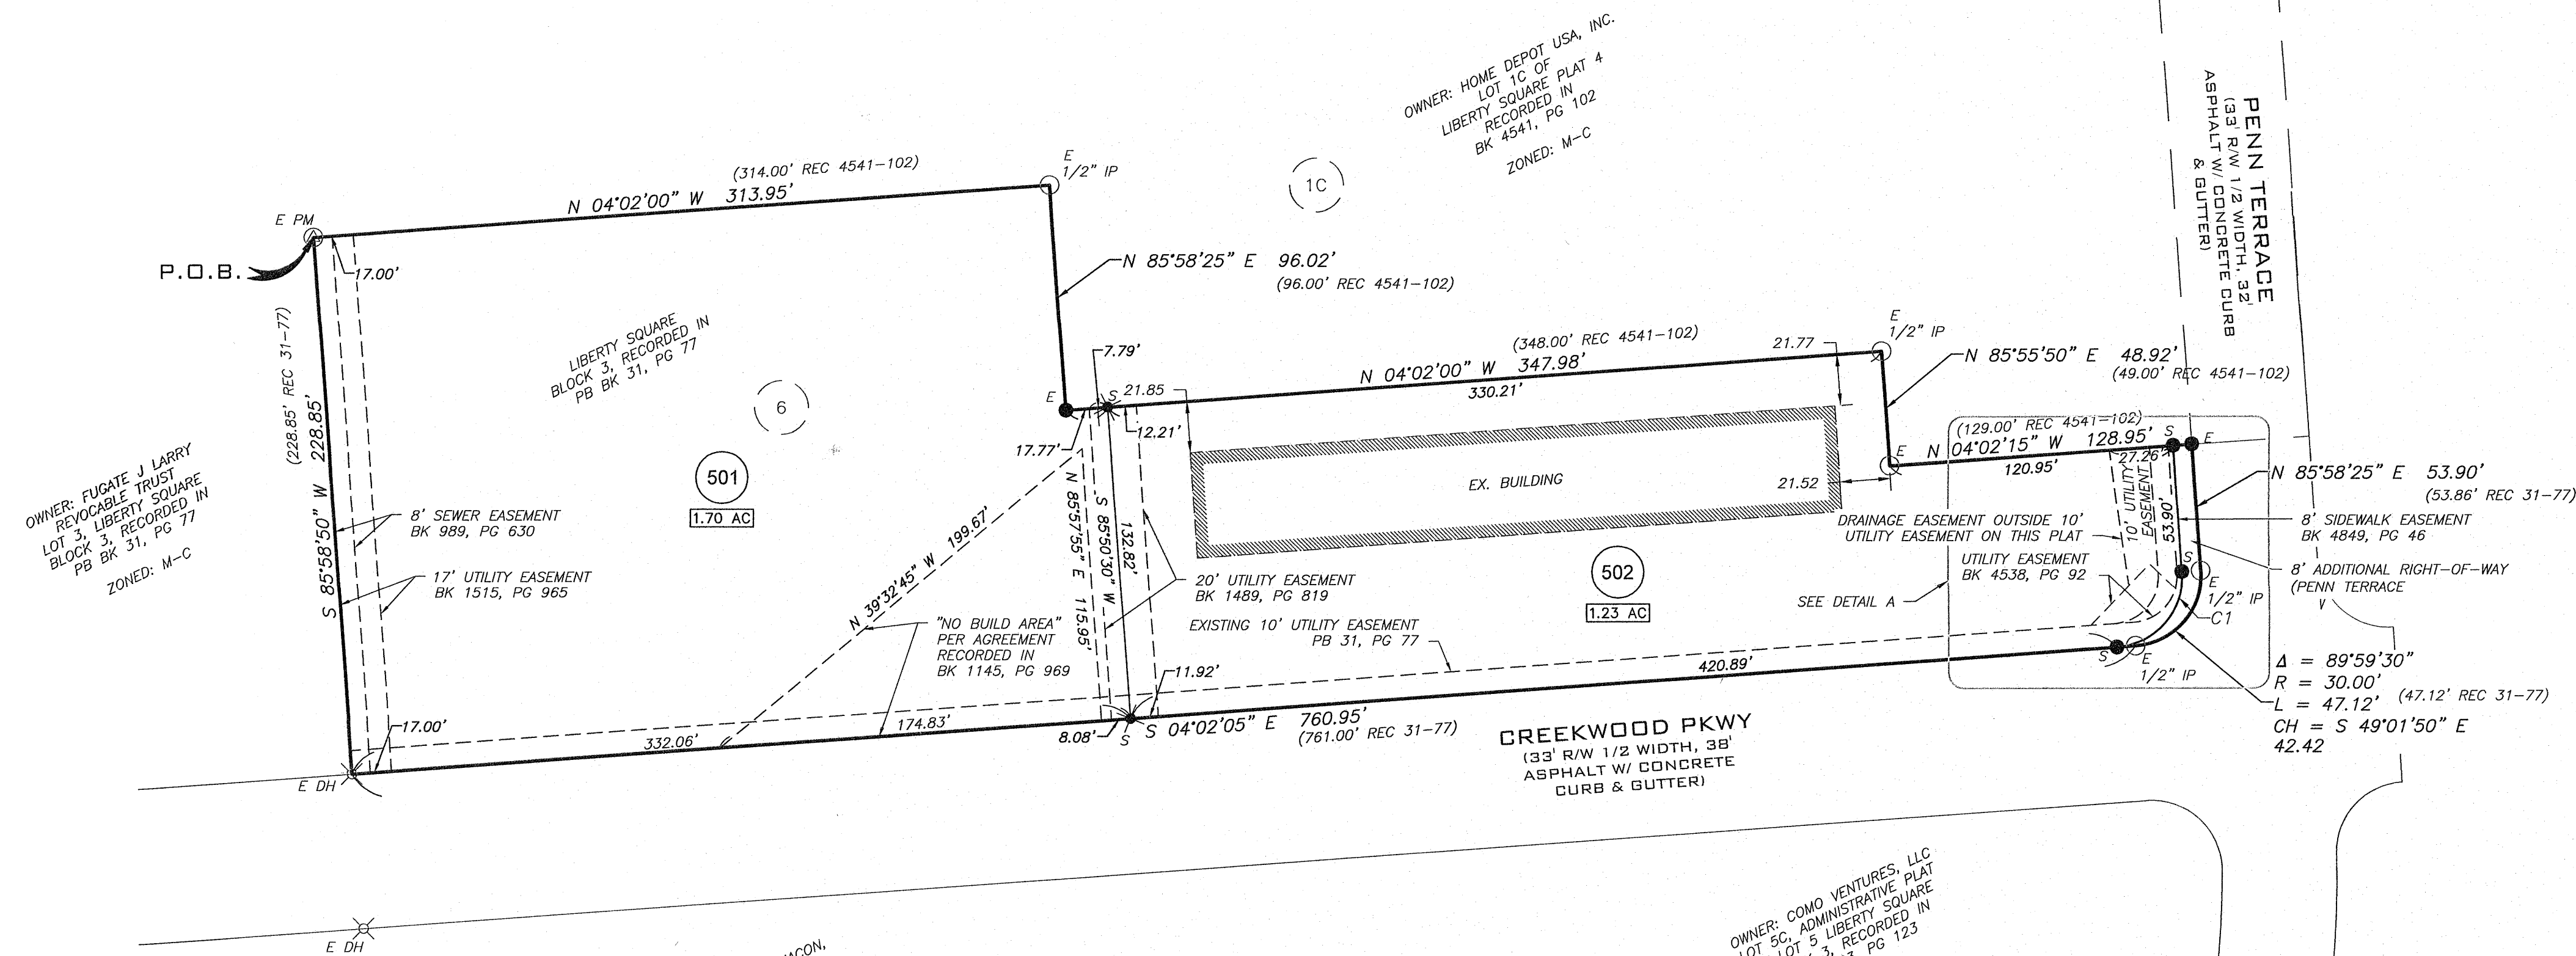 (314.00' REC 4541-102)
N 04°02'00" W 313.95'
E
1/2" IP
E PM
P.O.B.
17.00'
(228.85' REC 31-77)
S 85°58'50" W 228.85'
OWNER: FUGATE J LARRY
REVOCABLE TRUST
LOT 3, LIBERTY SQUARE
BLOCK 3, RECORDED IN
PB BK 31, PG 77
ZONED: M-C
LIBERTY SQUARE
BLOCK 3, RECORDED IN
PB BK 31, PG 77
6
501
1.70 AC
8' SEWER EASEMENT
BK 989, PG 630
17' UTILITY EASEMENT
BK 1515, PG 965
17.00'
E DH
E DH
332.06'
174.83'
8.08'
S
N 39°32'45" W 199.67'
"NO BUILD AREA"
PER AGREEMENT
RECORDED IN
BK 1145, PG 969
N 85°58'25" E 96.02'
(96.00' REC 4541-102)
OWNER: HOME DEPOT USA, INC.
LOT 1C OF
LIBERTY SQUARE PLAT 4
RECORDED IN
BK 4541, PG 102
ZONED: M-C
1C
7.79'
E
S
21.85
17.77'
12.21'
N 85°57'55" E 115.95'
S 85°50'30" W
132.82'
20' UTILITY EASEMENT
BK 1489, PG 819
EXISTING 10' UTILITY EASEMENT
PB 31, PG 77
11.92'
S 04°02'05" E 760.95'
(761.00' REC 31-77)
420.89'
(348.00' REC 4541-102)
N 04°02'00" W 347.98'
330.21'
21.77
E
1/2" IP
EX. BUILDING
21.52
502
1.23 AC
N 85°55'50" E 48.92'
(49.00' REC 4541-102)
(129.00' REC 4541-102)
E
N 04°02'15" W 128.95'
120.95'
27.26'
S
E
10' UTILITY
EASEMENT
53.90'
DRAINAGE EASEMENT OUTSIDE 10'
UTILITY EASEMENT ON THIS PLAT
UTILITY EASEMENT
BK 4538, PG 92
SEE DETAIL A
N 85°58'25" E 53.90'
(53.86' REC 31-77)
8' SIDEWALK EASEMENT
BK 4849, PG 46
8' ADDITIONAL RIGHT-OF-WAY
(PENN TERRACE
S
E
1/2" IP
C1
S
E
1/2" IP
Δ = 89°59'30"
R = 30.00'
L = 47.12' (47.12' REC 31-77)
CH = S 49°01'50" E
42.42
PENN TERRACE
(33' R/W 1/2 WIDTH, 32'
ASPHALT W/ CONCRETE CURB
& GUTTER)
CREEKWOOD PKWY
(33' R/W 1/2 WIDTH, 38'
ASPHALT W/ CONCRETE
CURB & GUTTER)
OWNER: COMO VENTURES, LLC
LOT 5C, ADMINISTRATIVE PLAT
LOT 5 LIBERTY SQUARE
3, RECORDED IN
PG 123